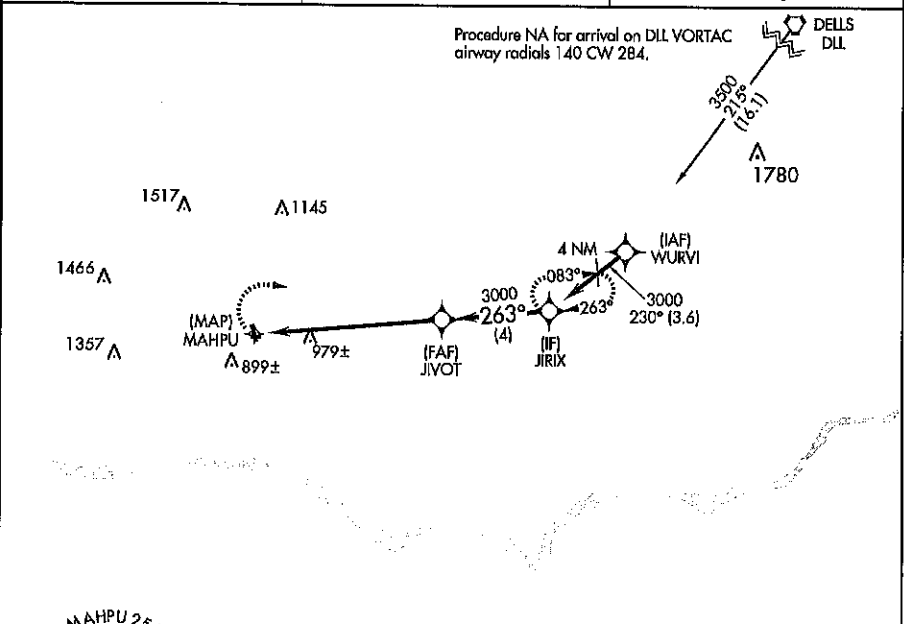 Procedure NA for arrival on DLL VORTAC
airway radials 140 CW 284.
DELLS
DLL
3500
215°
(16.1)
1780
1517
1145
1466
4 NM
(IAF)
WURVI
083°
263°
3000
230° (3.6)
3000
263°
(4)
(MAP)
MAHPU
1357
979±
899±
(FAF)
JIVOT
(IF)
JIRIX
MAHPU 25